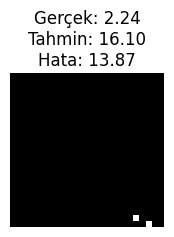 Gerçek: 2.24
Tahmin: 16.10
Hata: 13.87